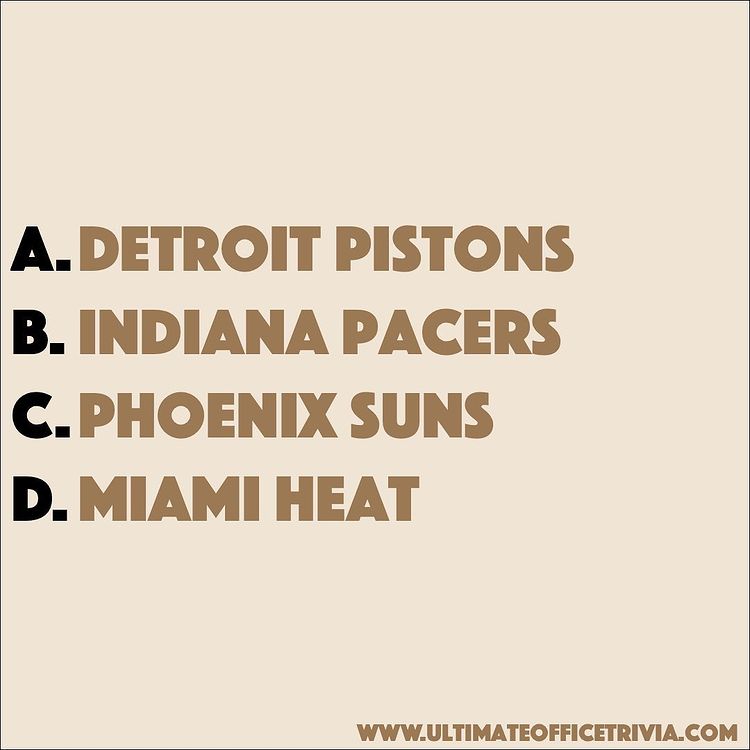 A. DETROIT PISTONS
B. INDIANA PACERS
C. PHOENIX SUNS
D. MIAMI HEAT
WWW.ULTIMATEOFFICETRIVIA.COM